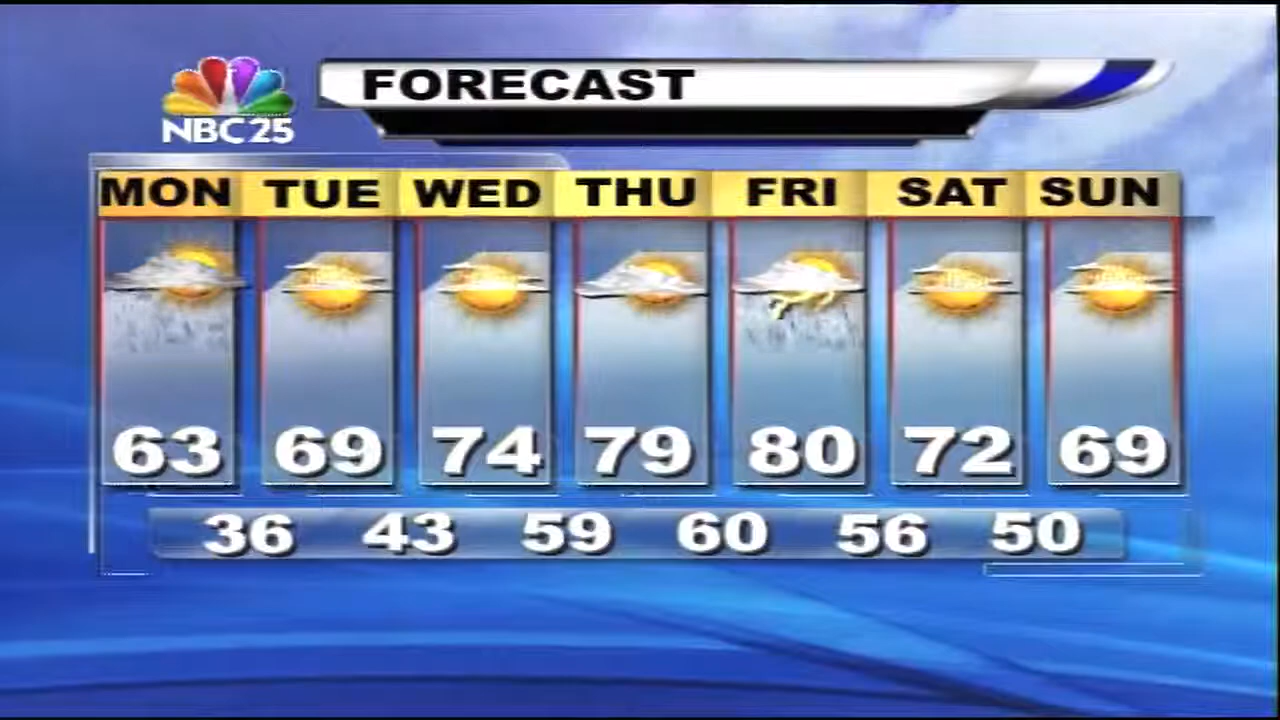 FORECAST
NBC25
MON TUE WED THU FRI SAT SUN
63 69 74 79 80 72 69
36 43 59 60 56 50